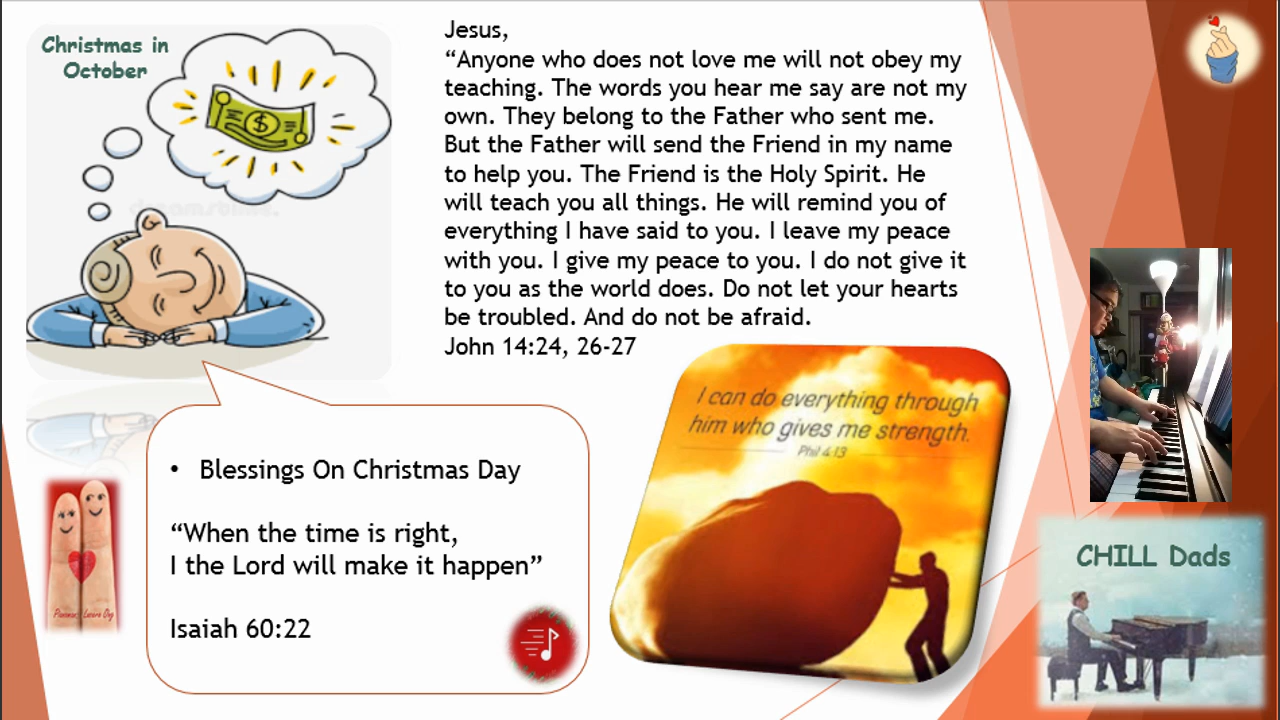 Christmas in
October
Jesus,
“Anyone who does not love me will not obey my
teaching. The words you hear me say are not my
own. They belong to the Father who sent me.
But the Father will send the Friend in my name
to help you. The Friend is the Holy Spirit. He
will teach you all things. He will remind you of
everything I have said to you. I leave my peace
with you. I give my peace to you. I do not give it
to you as the world does. Do not let your hearts
be troubled. And do not be afraid.
John 14:24, 26-27
I can do everything through
him who gives me strength.
Phil 4:13
• Blessings On Christmas Day
“When the time is right,
I the Lord will make it happen”
Isaiah 60:22
CHILL Dads